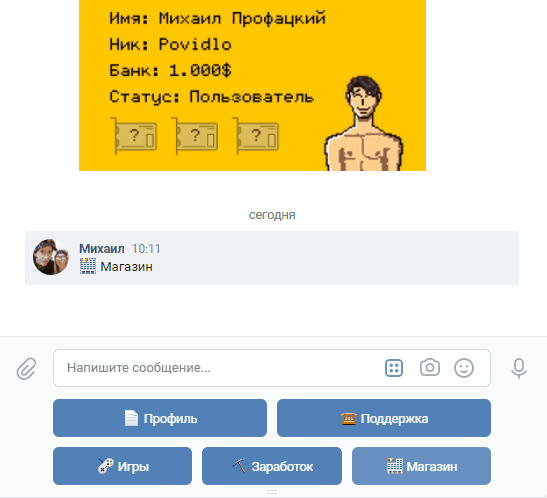 Имя: Михаил Профацкий
Ник: Povidlo
Банк: 1.000$
Статус: Пользователь
? ? ?
сегодня
Михаил 10:11
Магазин
Напишите сообщение...
Профиль
Поддержка
Игры
Заработок
Магазин